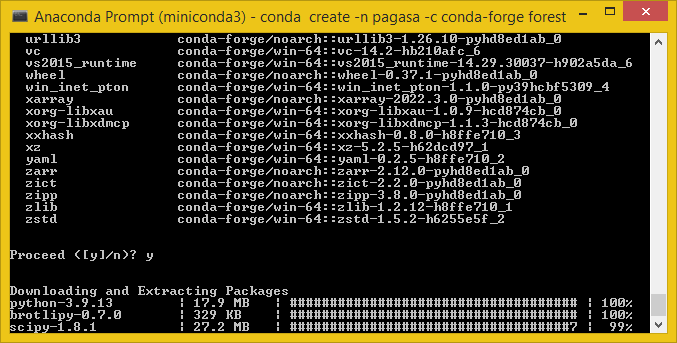 Anaconda Prompt (miniconda3) - conda  create -n pagasa -c conda-forge forest
urllib3 conda-forge/noarch::urllib3-1.26.10-pyhd8ed1ab_0
vc conda-forge/win-64::vc-14.2-hb210afc_6
vs2015_runtime conda-forge/win-64::vs2015_runtime-14.29.30037-h902a5da_6
wheel conda-forge/noarch::wheel-0.37.1-pyhd8ed1ab_0
win_inet_pton conda-forge/win-64::win_inet_pton-1.1.0-py39hcbf5309_4
xarray conda-forge/noarch::xarray-2022.3.0-pyhd8ed1ab_0
xorg-libxau conda-forge/win-64::xorg-libxau-1.0.9-hcd874cb_0
xorg-libxdmcp conda-forge/win-64::xorg-libxdmcp-1.1.3-hcd874cb_0
xxhash conda-forge/win-64::xxhash-0.8.0-h8ffe710_3
xz conda-forge/win-64::xz-5.2.5-h62dcd97_1
yaml conda-forge/win-64::yaml-0.2.5-h8ffe710_2
zarr conda-forge/noarch::zarr-2.12.0-pyhd8ed1ab_0
zict conda-forge/noarch::zict-2.2.0-pyhd8ed1ab_0
zipp conda-forge/noarch::zipp-3.8.0-pyhd8ed1ab_0
zlib conda-forge/win-64::zlib-1.2.12-h8ffe710_1
zstd conda-forge/win-64::zstd-1.5.2-h6255e5f_2
Proceed ([y]/n)? y
Downloading and Extracting Packages
python-3.9.13 | 17.9 MB | #################################### | 100%
brotlipy-0.7.0 | 329 KB | #################################### | 100%
scipy-1.8.1 | 27.2 MB | ###################################7 | 99%